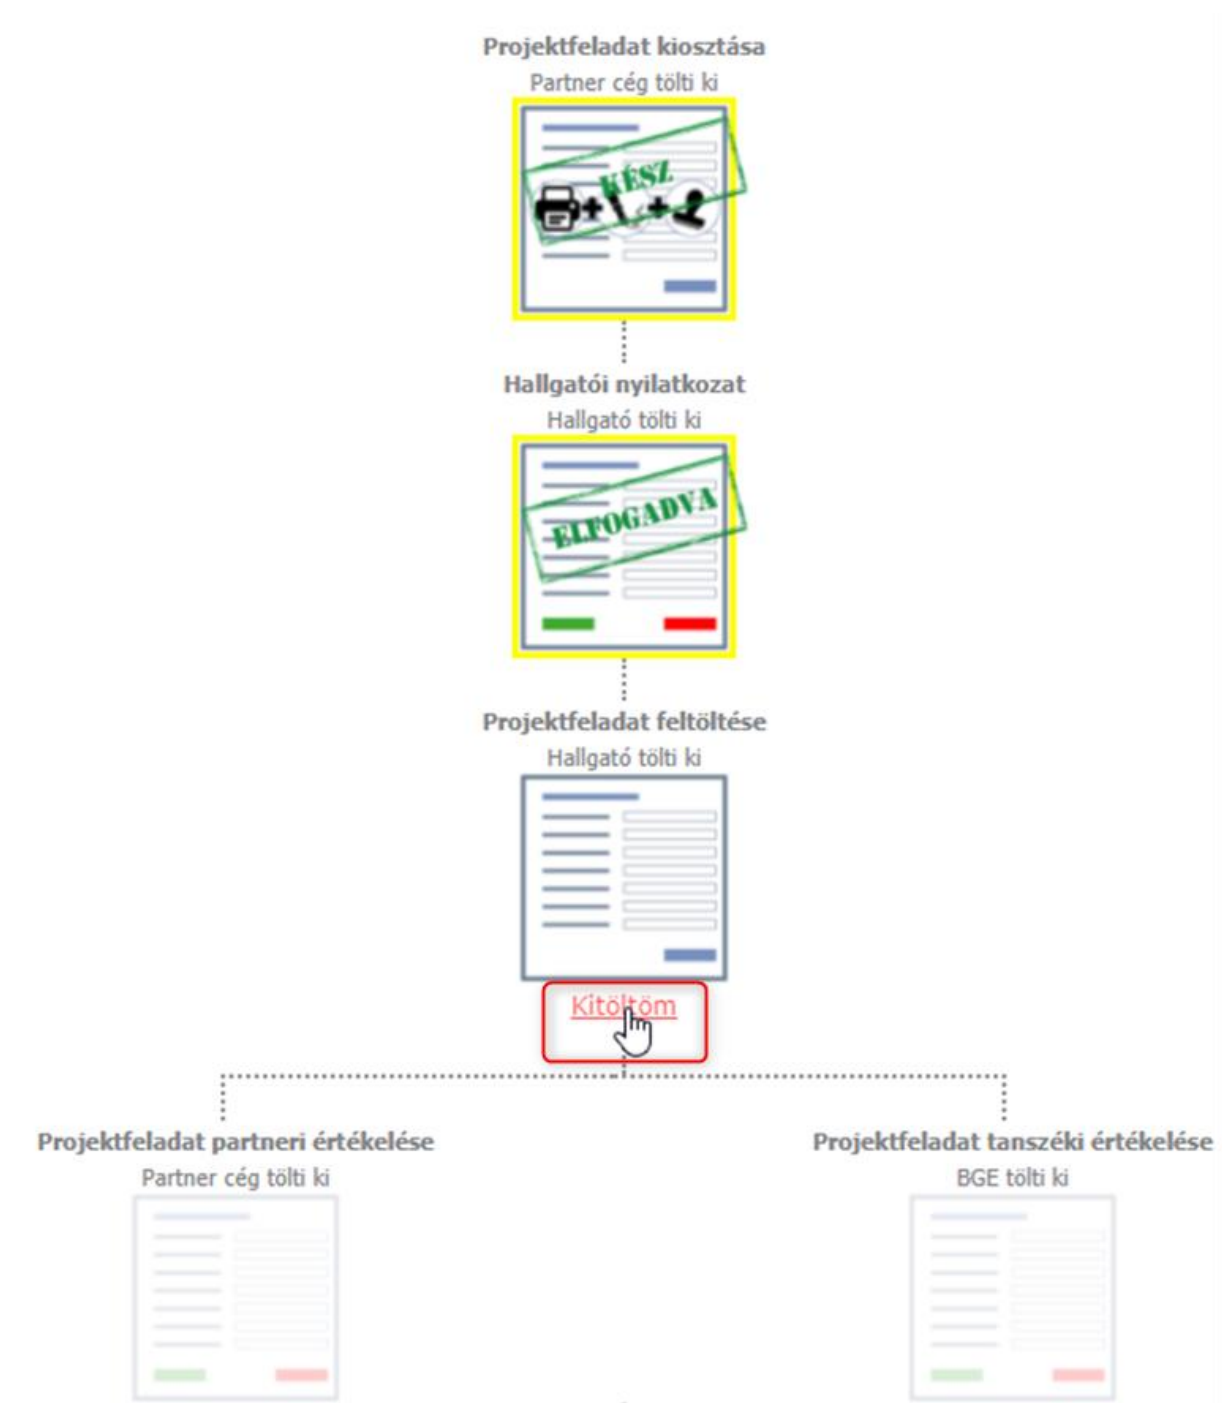 Projektfeladat kiosztása
Partner cég tölti ki
KÉSZ
Hallgatói nyilatkozat
Hallgató tölti ki
ELFOGADVA
Projektfeladat feltöltése
Hallgató tölti ki
Kitöltöm
Projektfeladat partneri értékelése
Partner cég tölti ki
Projektfeladat tanszéki értékelése
BGE tölti ki